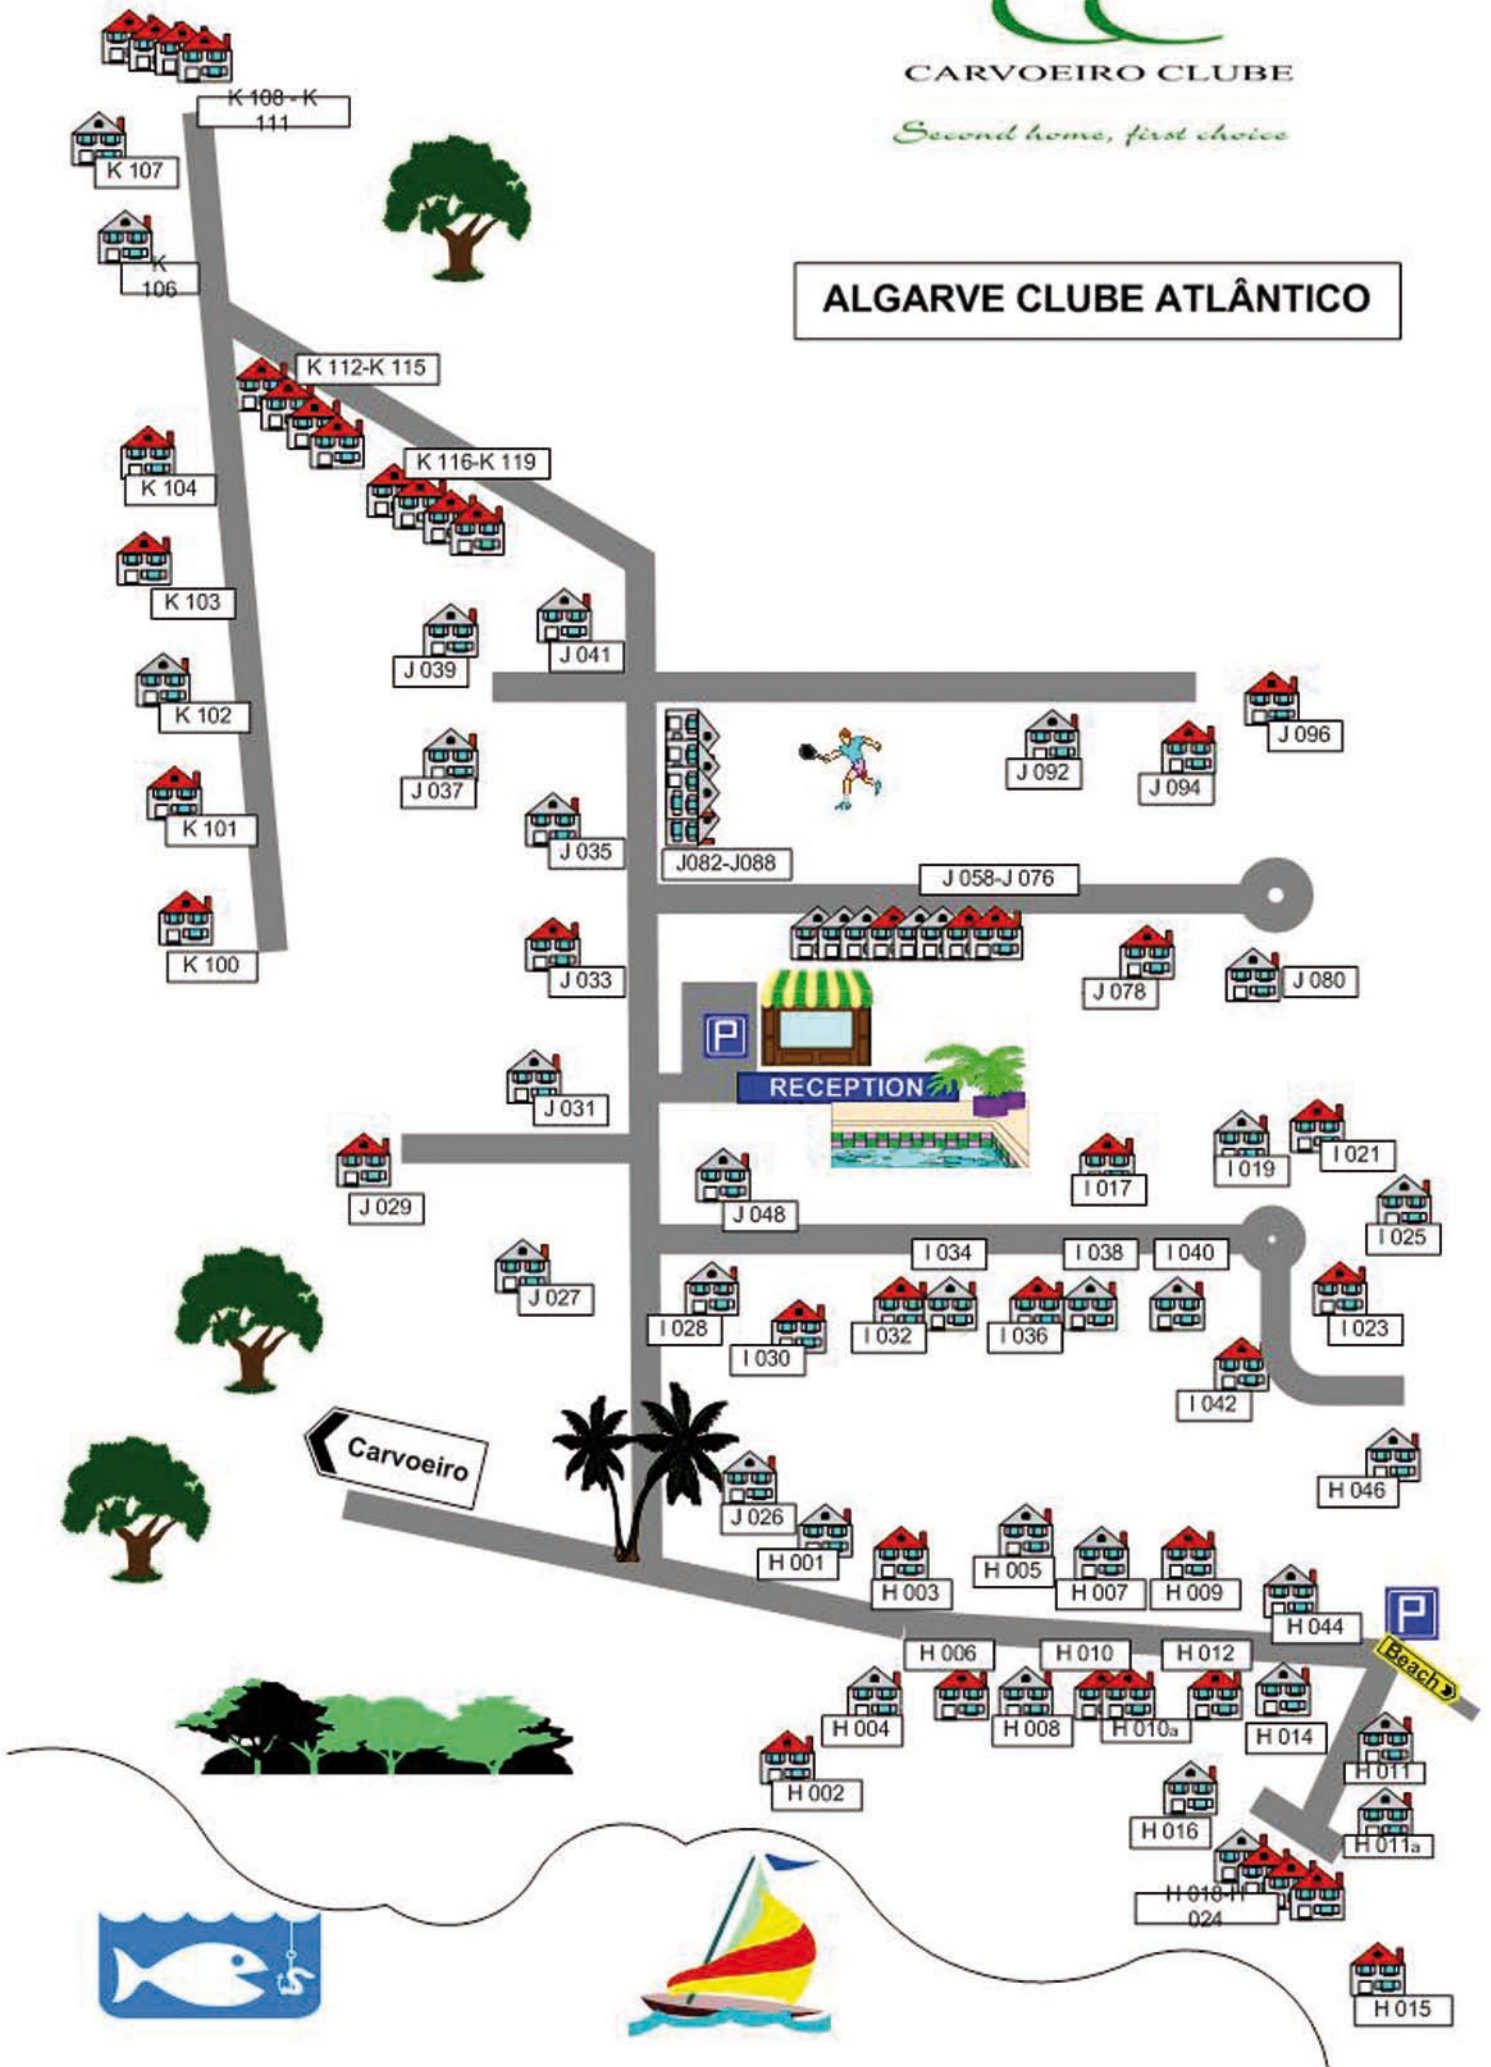 CARVOEIRO CLUBE
Second home, first choice
K 108 - K
111
K 107
K
106
ALGARVE CLUBE ATLÂNTICO
K 112-K 115
K 116-K 119
K 104
K 103
J 039
J 041
K 102
J 096
J 037
J 092
J 094
K 101
J 035
J082-J088
J 058-J 076
K 100
J 033
J 078
J 080
P
RECEPTION
J 031
I 019
I 021
I 017
J 029
J 048
I 025
I 034
I 038
I 040
J 027
I 028
I 030
I 032
I 036
I 023
I 042
Carvoeiro
H 046
J 026
H 001
H 003
H 005
H 007
H 009
H 044
P
Beach
H 006
H 010
H 012
H 004
H 008
H 010a
H 014
H 002
H 011
H 016
H 011a
H 018-H
024
H 015